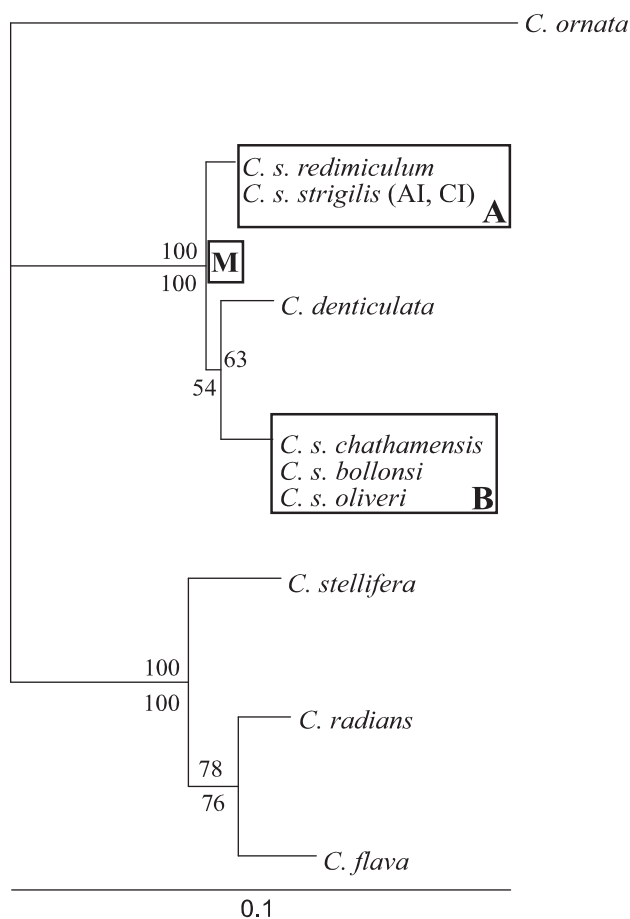 C. ornata
C. s. redimiculum
C. s. strigilis (AI, CI)
A
100
M
100
C. denticulata
63
54
C. s. chathamensis
C. s. bollonsi
C. s. oliveri
B
C. stellifera
100
100
C. radians
78
76
C. flava
0.1